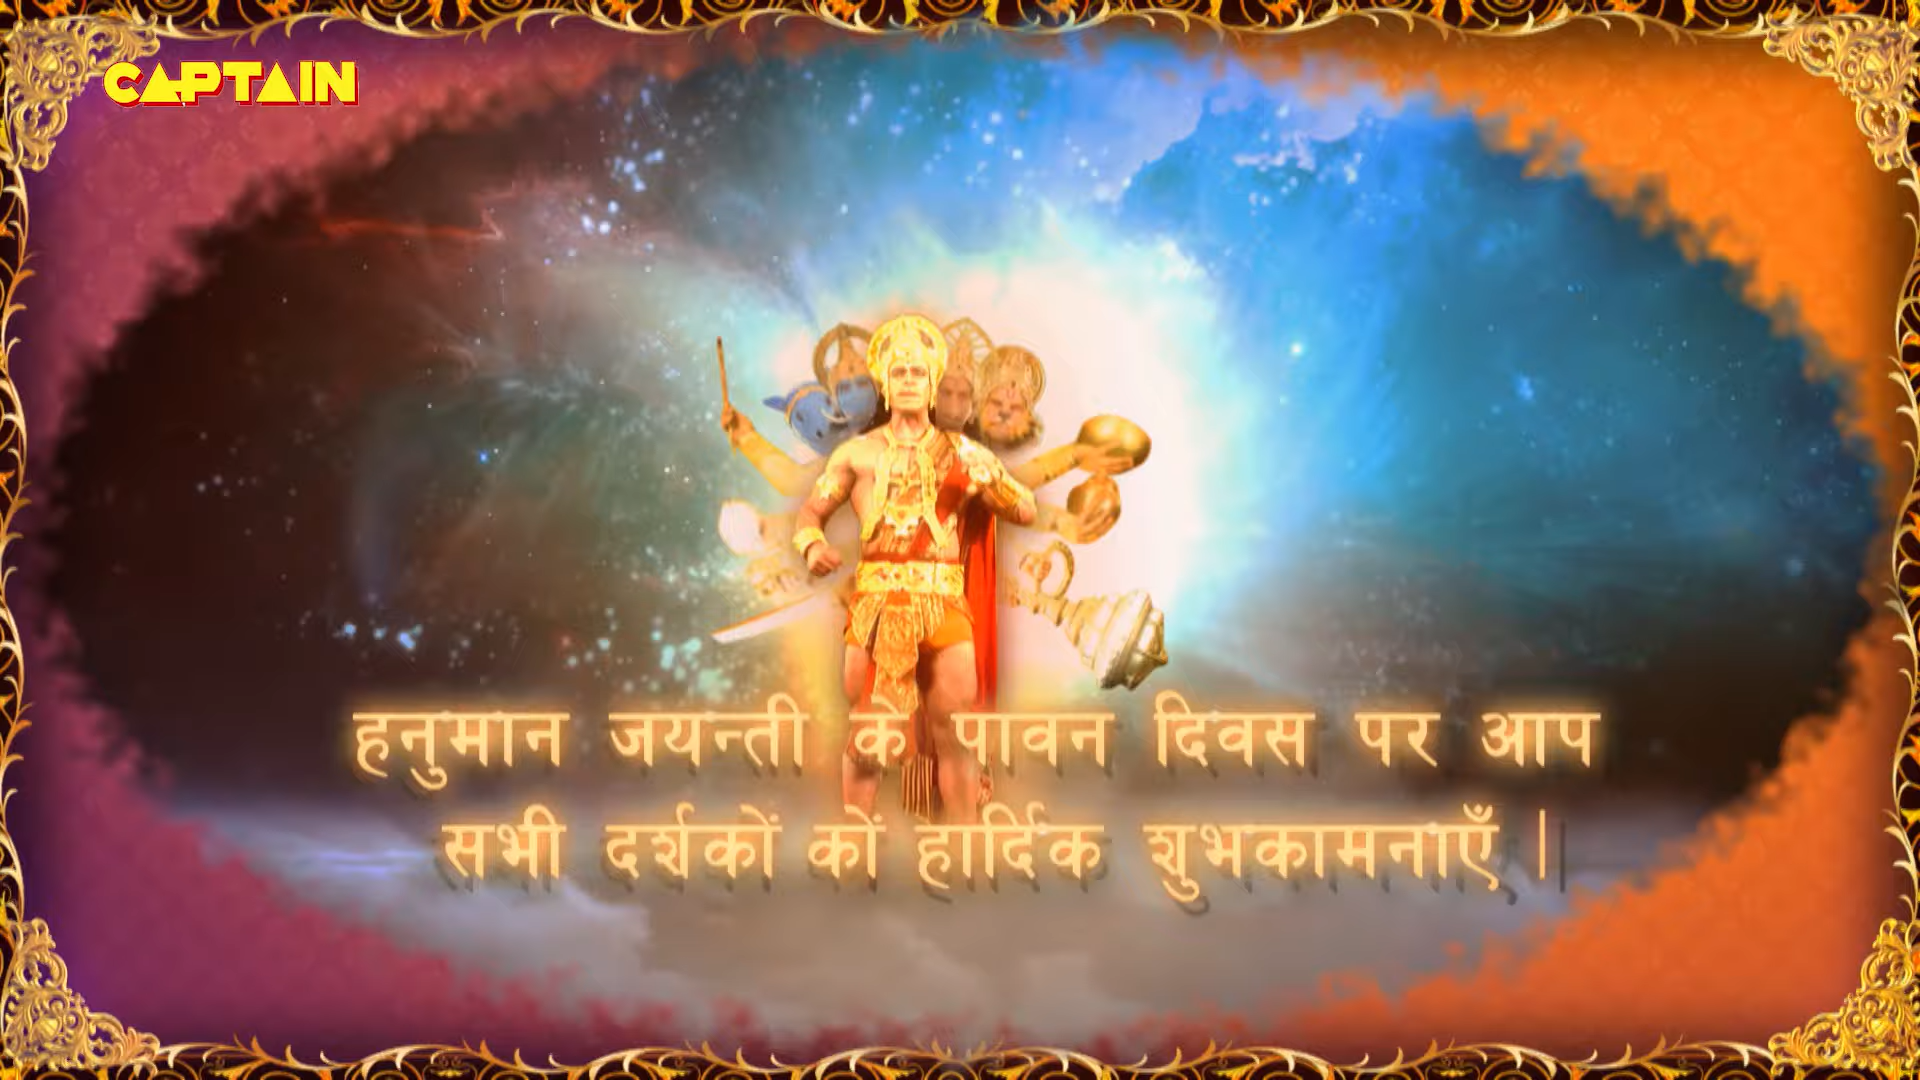 CAPTAIN
हनुमान जयन्ती के पावन दिवस पर आप
सभी दर्शकों कों हार्दिक शुभकामनाएँ |